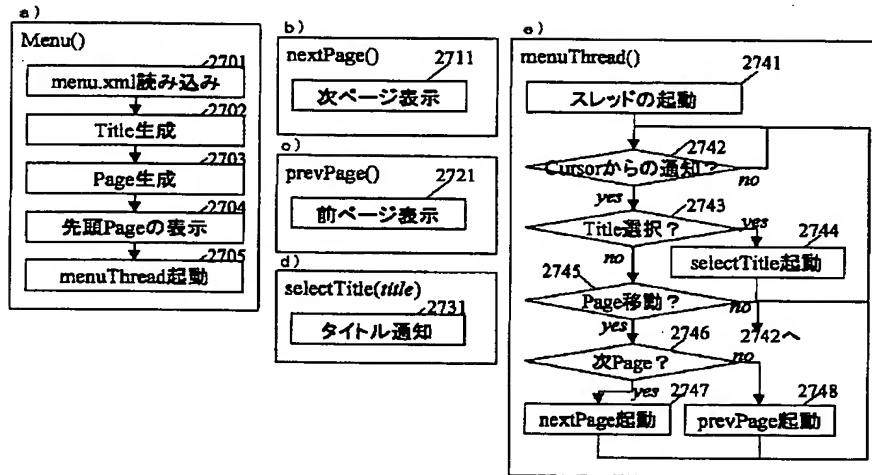 a)
Menu()
2701
menu.xml読み込み
2702
Title生成
2703
Page生成
2704
先頭Pageの表示
2705
menuThread起動
b)
nextPage()
2711
次ページ表示
c)
prevPage()
2721
前ページ表示
d)
selectTitle(title)
2731
タイトル通知
e)
menuThread()
2741
スレッドの起動
2742
Cursorからの通知？
no
yes
2743
Title選択？
yes
2744
no
selectTitle起動
2745
Page移動？
no
yes
2742へ
2746
次Page？
no
yes
2747
nextPage起動
2748
prevPage起動